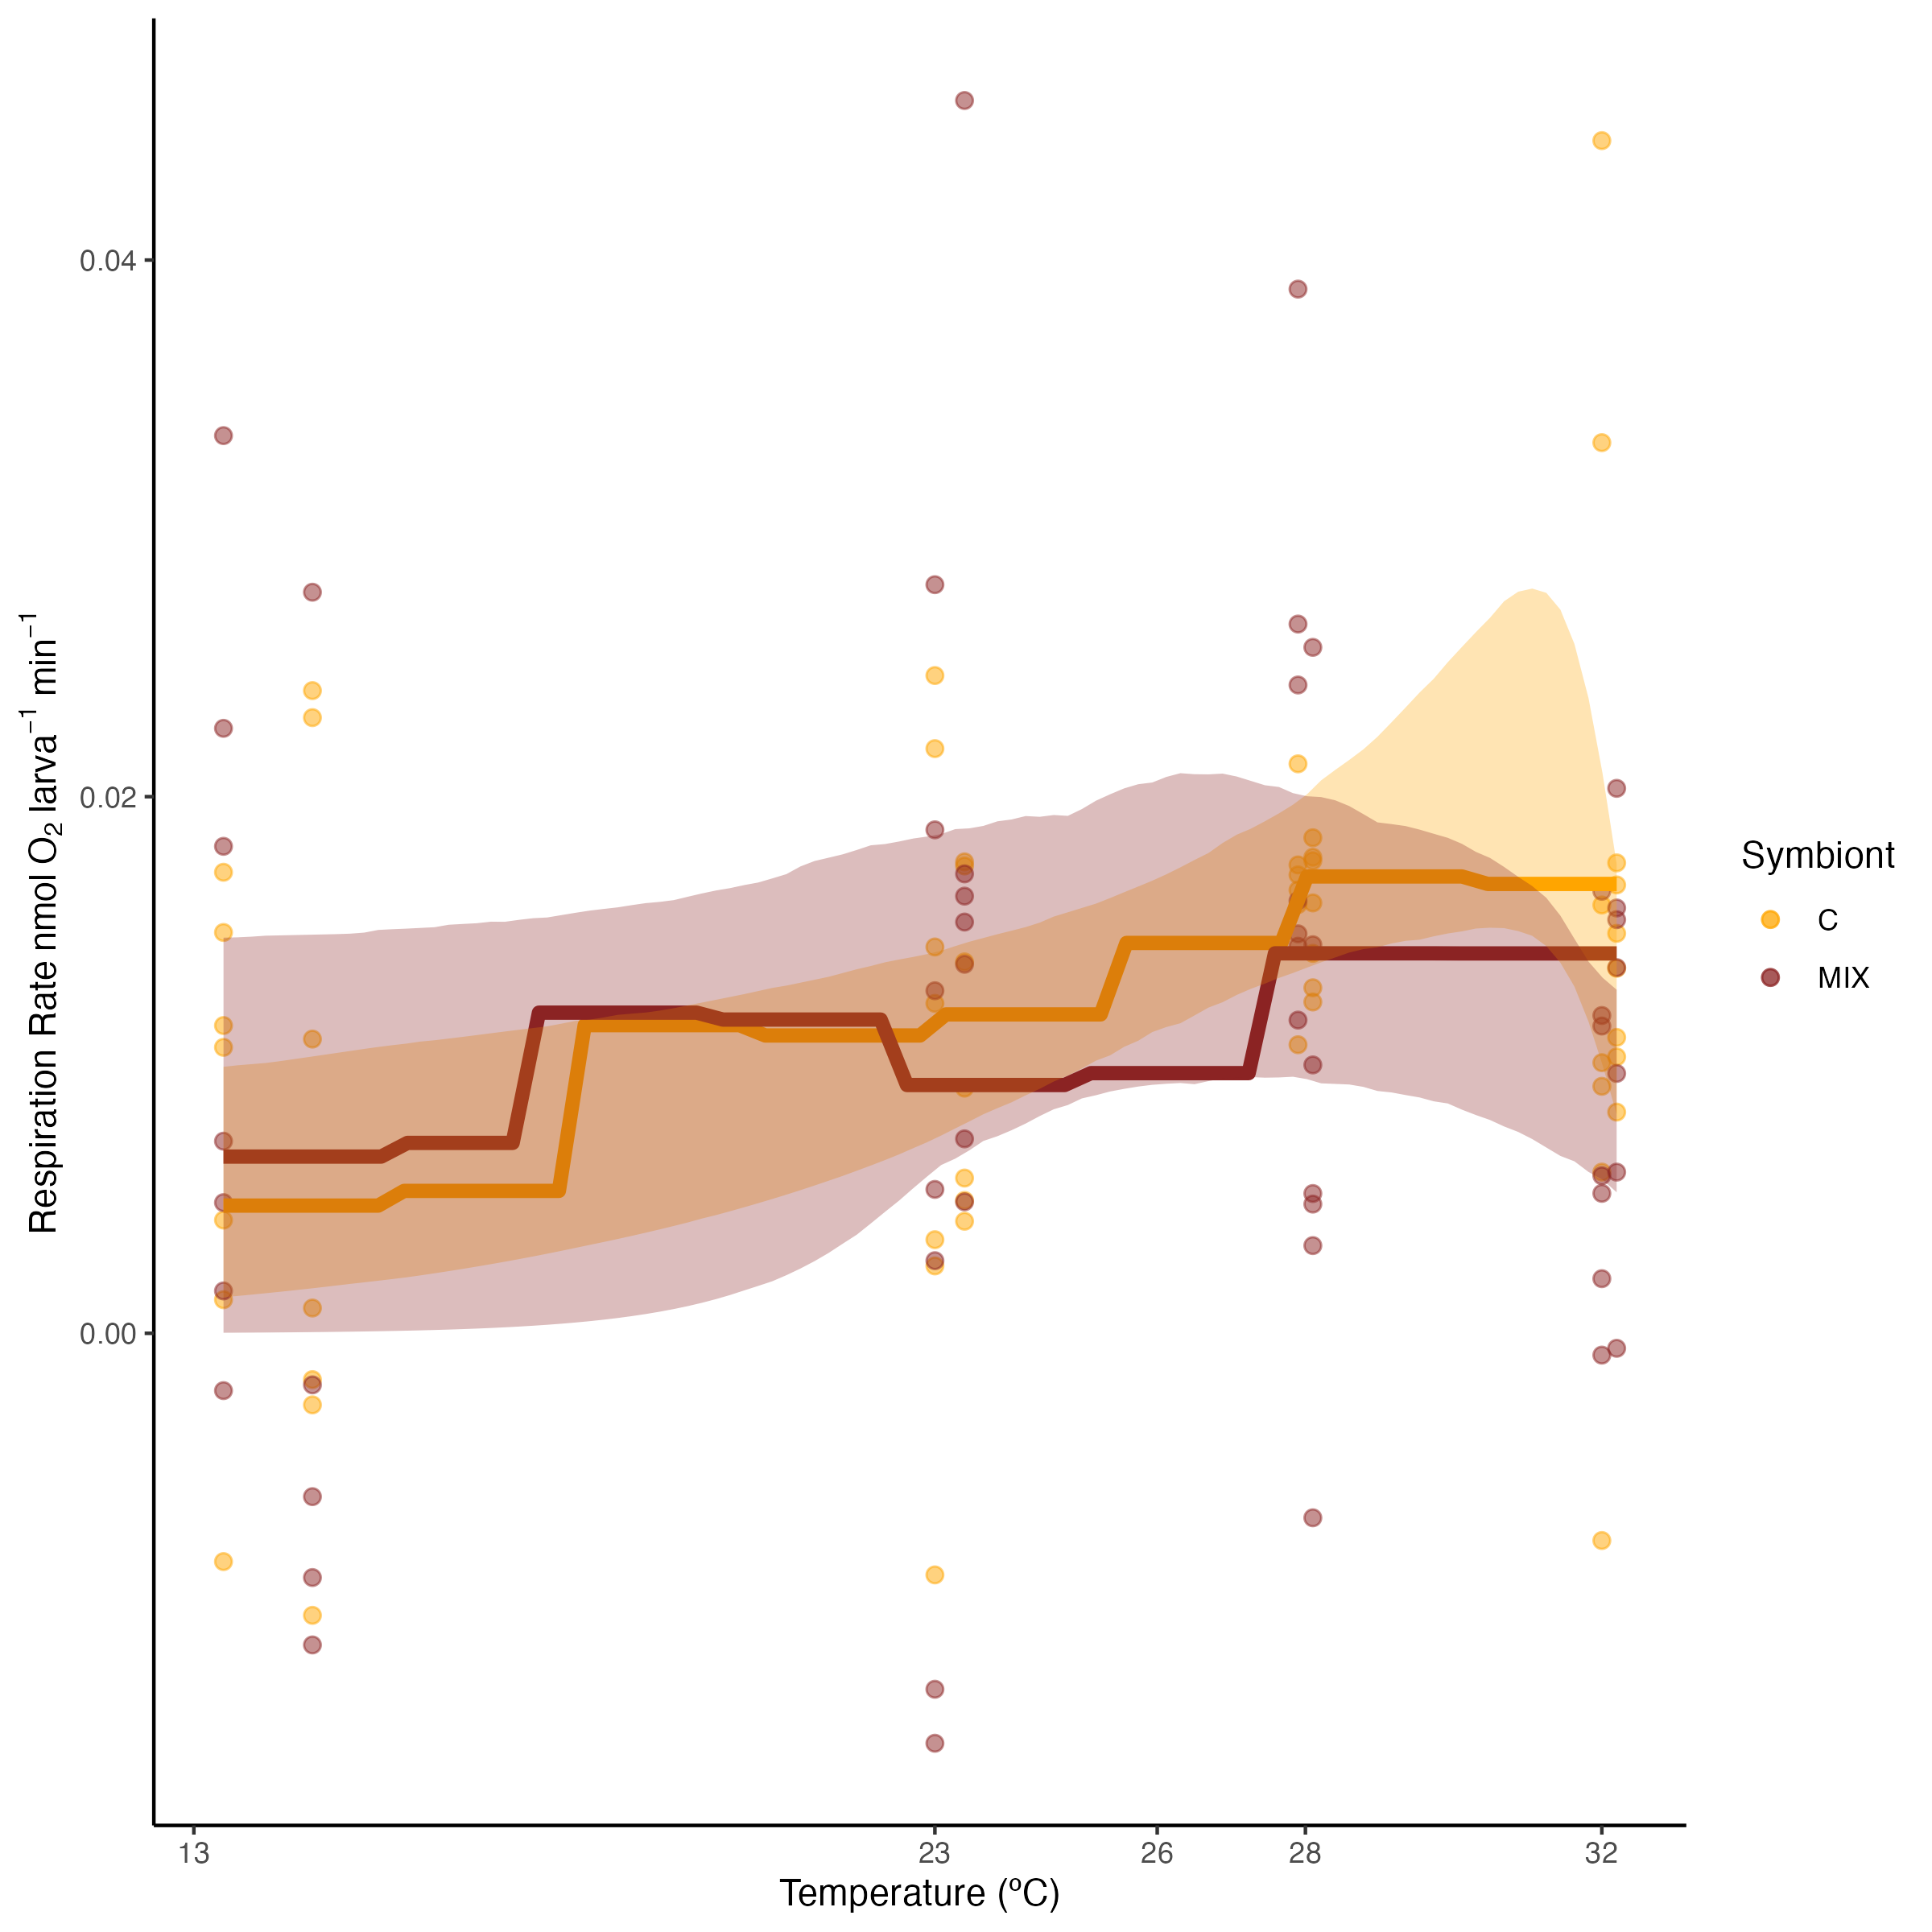 Respiration Rate nmol O₂ larva⁻¹ min⁻¹
0.04
0.02
0.00
13 23 26 28 32
Temperature (ºC)
Symbiont
C
MIX